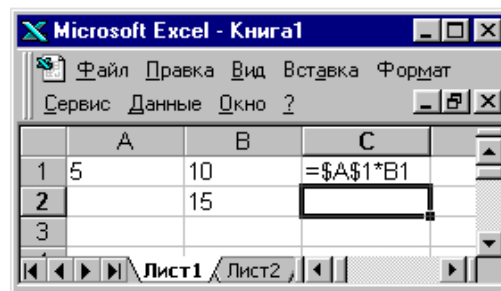 Microsoft Excel - Книга1
Файл Правка Вид Вставка Формат
Сервис Данные Окно ?
A B C
1 5 10 =$A$1*B1
2 15
3
Лист1 Лист2